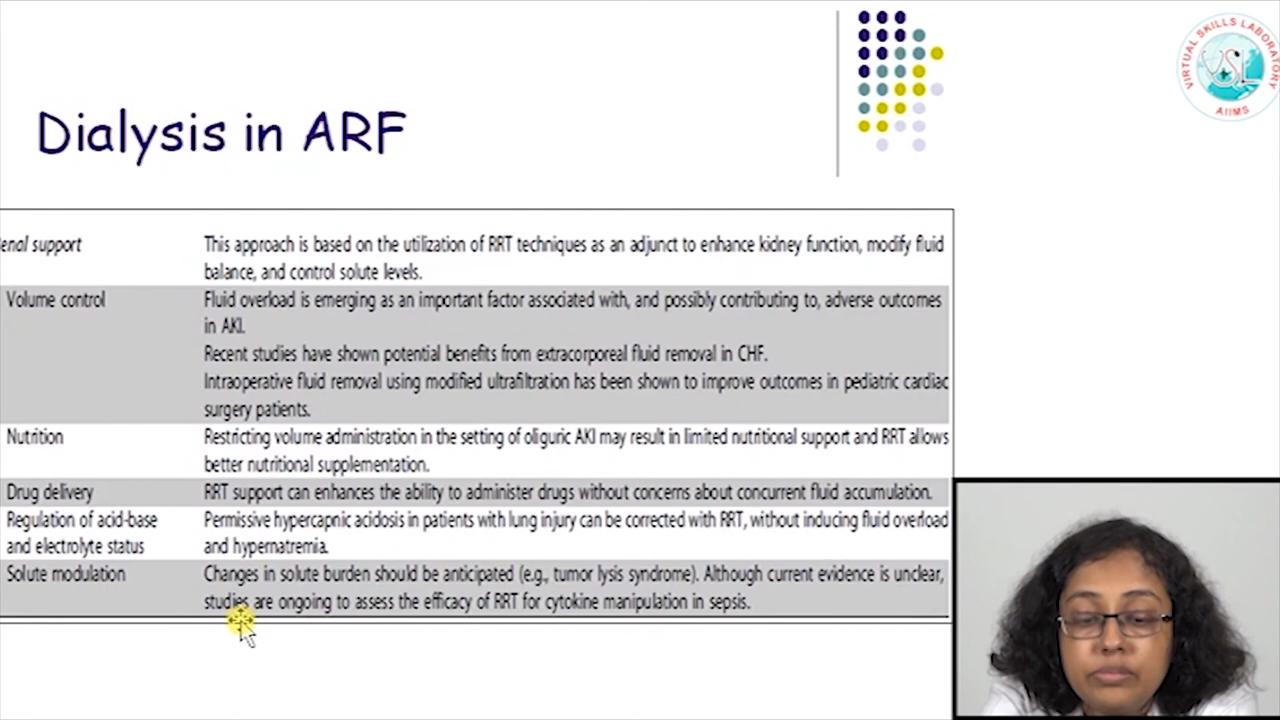 VIRTUAL SKILLS LABORATORY
VSL
AIIMS
Dialysis in ARF
enal support
This approach is based on the utilization of RRT techniques as an adjunct to enhance kidney function, modify fluid
balance, and control solute levels.
Volume control
Fluid overload is emerging as an important factor associated with, and possibly contributing to, adverse outcomes
in AKI.
Recent studies have shown potential benefits from extracorporeal fluid removal in CHF.
Intraoperative fluid removal using modified ultrafiltration has been shown to improve outcomes in pediatric cardiac
surgery patients.
Nutrition
Restricting volume administration in the setting of oliguric AKI may result in limited nutritional support and RRT allows
better nutritional supplementation.
Drug delivery
RRT support can enhances the ability to administer drugs without concerns about concurrent fluid accumulation.
Regulation of acid-base
and electrolyte status
Permissive hypercapnic acidosis in patients with lung injury can be corrected with RRT, without inducing fluid overload
and hypernatremia.
Solute modulation
Changes in solute burden should be anticipated (e.g., tumor lysis syndrome). Although current evidence is unclear,
studies are ongoing to assess the efficacy of RRT for cytokine manipulation in sepsis.